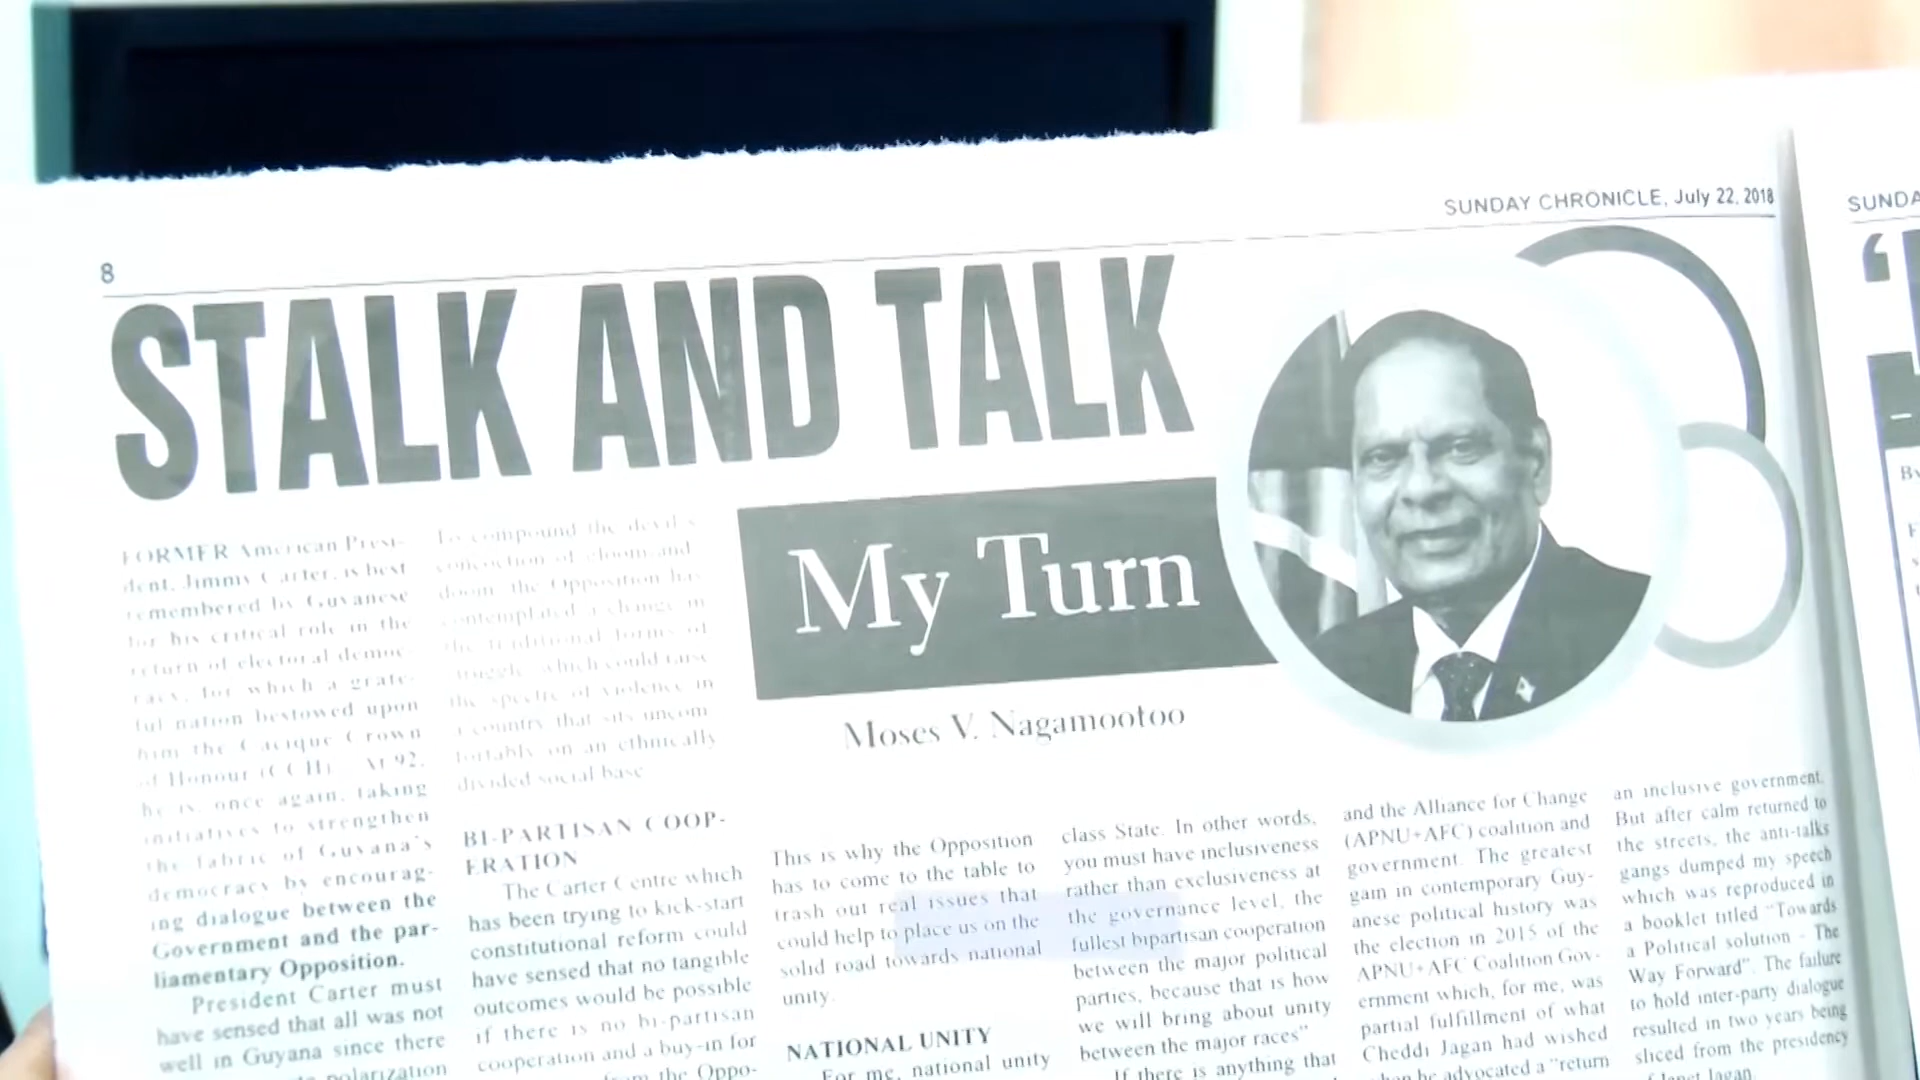 SUNDAY CHRONICLE, July 22, 2018
8
STALK AND TALK
My Turn
Moses V. Nagamootoo
FORMER American Presi-
dent, Jimmy Carter, is best
remembered by Guyanese
for his critical role in the
return of electoral democ-
racy, for which a grate-
ful nation bestowed upon
him the Cacique Crown
of Honour (CCH). At 92,
he is, once again, taking
initiatives to strengthen
the fabric of Guyana's
democracy by encourag-
ing dialogue between the
Government and the par-
liamentary Opposition.
President Carter must
have sensed that all was not
well in Guyana since there
polarization
To compound the devil's
concoction of gloom and
doom, the Opposition has
contemplated a change in
the traditional forms of
struggle, which could raise
the spectre of violence in
a country that sits uncom
fortably on an ethnically
divided social base
BI-PARTISAN COOP-
ERATION
The Carter Centre which
has been trying to kick-start
constitutional reform could
have sensed that no tangible
outcomes would be possible
if there is no bi-partisan
cooperation and a buy-in for
from the Oppo-
This is why the Opposition
has to come to the table to
trash out real issues that
could help to place us on the
solid road towards national
unity.
NATIONAL UNITY
For me, national unity
class State. In other words,
you must have inclusiveness
rather than exclusiveness at
the governance level, the
fullest bipartisan cooperation
between the major political
parties, because that is how
we will bring about unity
between the major races"
If there is anything that
and the Alliance for Change
(APNU+AFC) coalition and
government. The greatest
gain in contemporary Guy-
anese political history was
the election in 2015 of the
APNU+AFC Coalition Gov-
ernment which, for me, was
partial fulfillment of what
Cheddi Jagan had wished
when he advocated a "return
an inclusive government.
But after calm returned to
the streets, the anti-talks
gangs dumped my speech
which was reproduced in
a booklet titled "Towards
a Political solution - The
Way Forward". The failure
to hold inter-party dialogue
resulted in two years being
sliced from the presidency
of Janet Jagan.
SUNDA